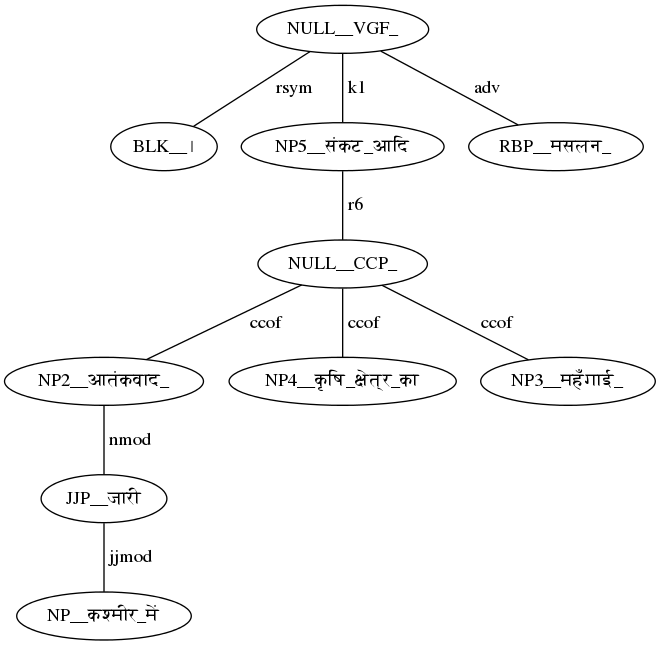 NULL__VGF_
rsym k1 adv
BLK__। NP5__संकट_आदि RBP__मसलन_
r6
NULL__CCP_
ccof ccof ccof
NP2__आतंकवाद_ NP4__कृषि_क्षेत्र_का NP3__महँगाई_
nmod
JJP__जारी
jjmod
NP__कश्मीर_में